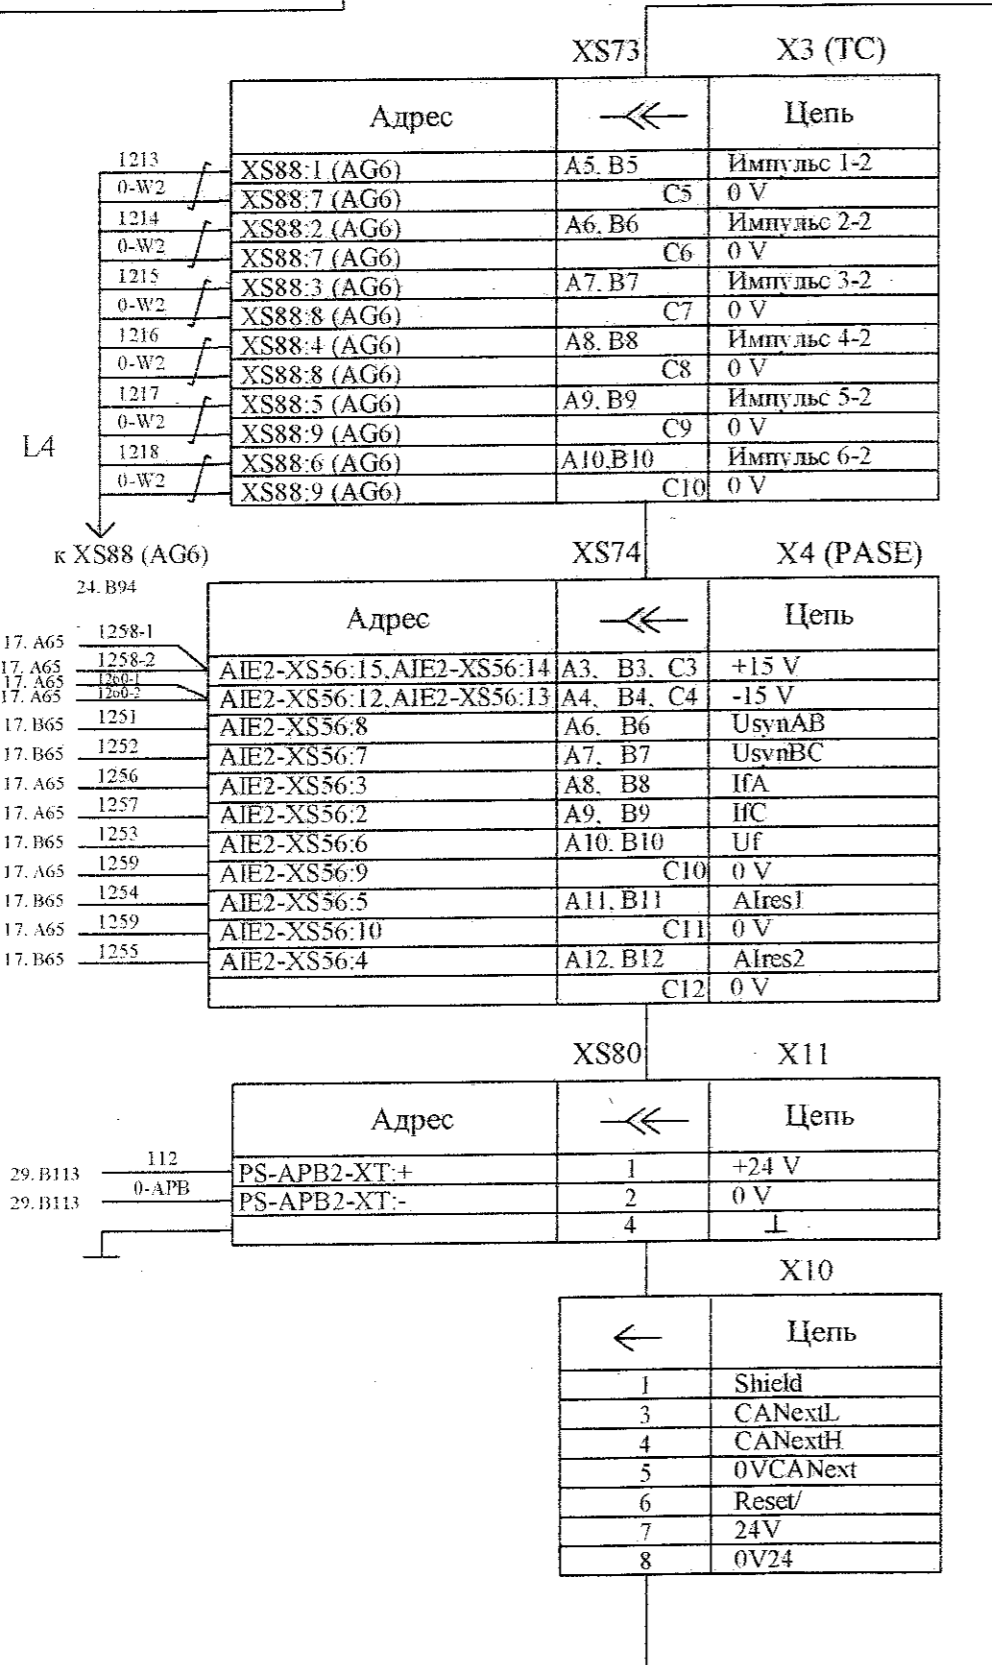 XS73 X3 (TC)
Адрес Цепь
1213 XS88:1 (AG6) A5, B5 Импульс 1-2
0-W2 XS88:7 (AG6) C5 0 V
1214 XS88:2 (AG6) A6, B6 Импульс 2-2
0-W2 XS88:7 (AG6) C6 0 V
1215 XS88:3 (AG6) A7, B7 Импульс 3-2
0-W2 XS88:8 (AG6) C7 0 V
1216 XS88:4 (AG6) A8, B8 Импульс 4-2
0-W2 XS88:8 (AG6) C8 0 V
1217 XS88:5 (AG6) A9, B9 Импульс 5-2
0-W2 XS88:9 (AG6) C9 0 V
L4
1218 XS88:6 (AG6) A10,B10 Импульс 6-2
0-W2 XS88:9 (AG6) C10 0 V
к XS88 (AG6)
24. B94
XS74 X4 (PASE)
Адрес Цепь
17. A65 1258-1
17. A65 1258-2 AIE2-XS56:15,AIE2-XS56:14 A3, B3, C3 +15 V
17. A65 1260-1
17. A65 1260-2 AIE2-XS56:12,AIE2-XS56:13 A4, B4, C4 -15 V
17. B65 1251 AIE2-XS56:8 A6, B6 UsynAB
17. B65 1252 AIE2-XS56:7 A7, B7 UsynBC
17. A65 1256 AIE2-XS56:3 A8, B8 IfA
17. A65 1257 AIE2-XS56:2 A9, B9 IfC
17. B65 1253 AIE2-XS56:6 A10, B10 Uf
17. A65 1259 AIE2-XS56:9 C10 0 V
17. B65 1254 AIE2-XS56:5 A11, B11 AIres1
17. A65 1259 AIE2-XS56:10 C11 0 V
17. B65 1255 AIE2-XS56:4 A12, B12 AIres2
C12 0 V
XS80 X11
Адрес Цепь
29. B113 112 PS-APB2-XT:+ 1 +24 V
29. B113 0-APB PS-APB2-XT:- 2 0 V
4 ⊥
X10
Цепь
1 Shield
3 CANextL
4 CANextH
5 0VCANext
6 Reset/
7 24V
8 0V24